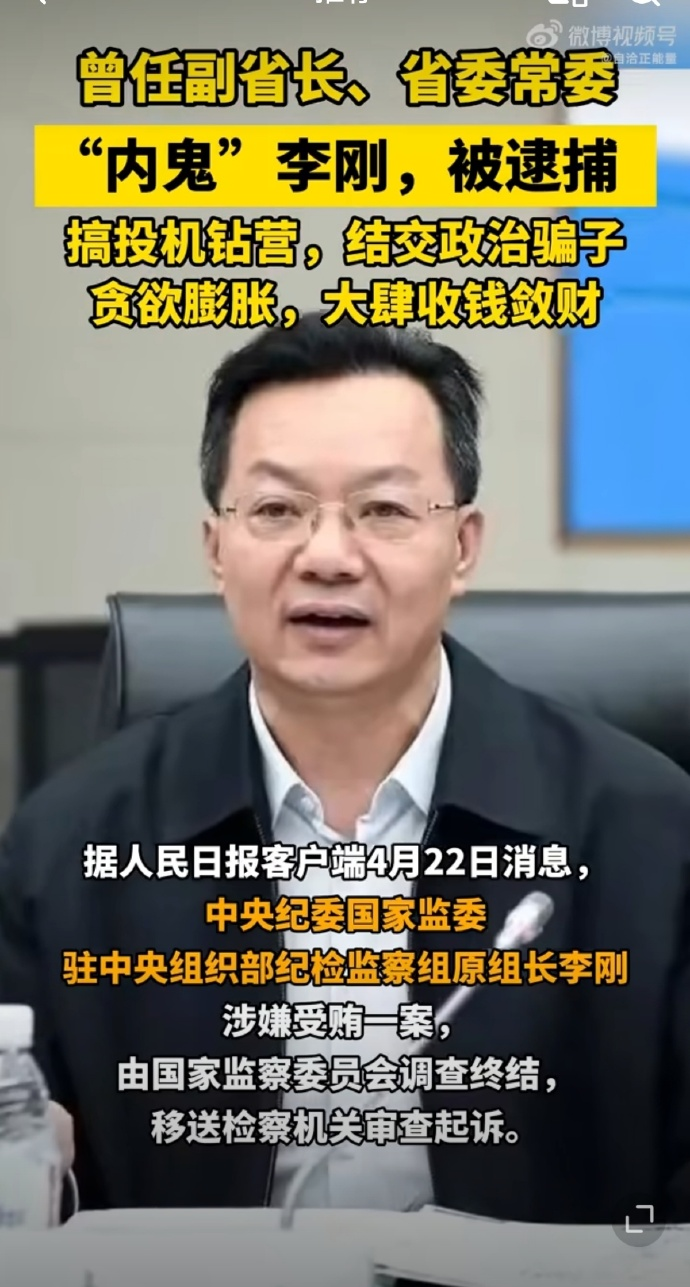 微博视频号
@自洽正能量
曾任副省长、省委常委
“内鬼”李刚，被逮捕
搞投机钻营，结交政治骗子
贪欲膨胀，大肆收钱敛财
据人民日报客户端4月22日消息，
中央纪委国家监委
驻中央组织部纪检监察组原组长李刚
涉嫌受贿一案，
由国家监察委员会调查终结，
移送检察机关审查起诉。